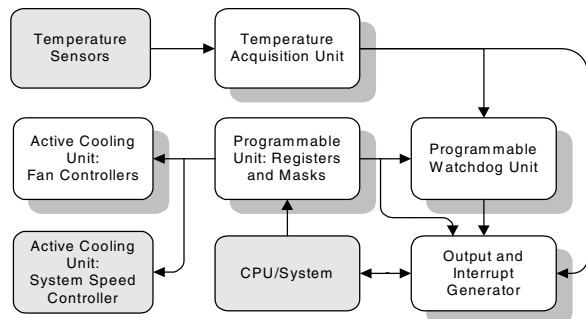 Temperature
Sensors
Temperature
Acquisition Unit
Active Cooling
Unit:
Fan Controllers
Programmable
Unit: Registers
and Masks
Programmable
Watchdog Unit
Active Cooling
Unit:
System Speed
Controller
CPU/System
Output and
Interrupt
Generator